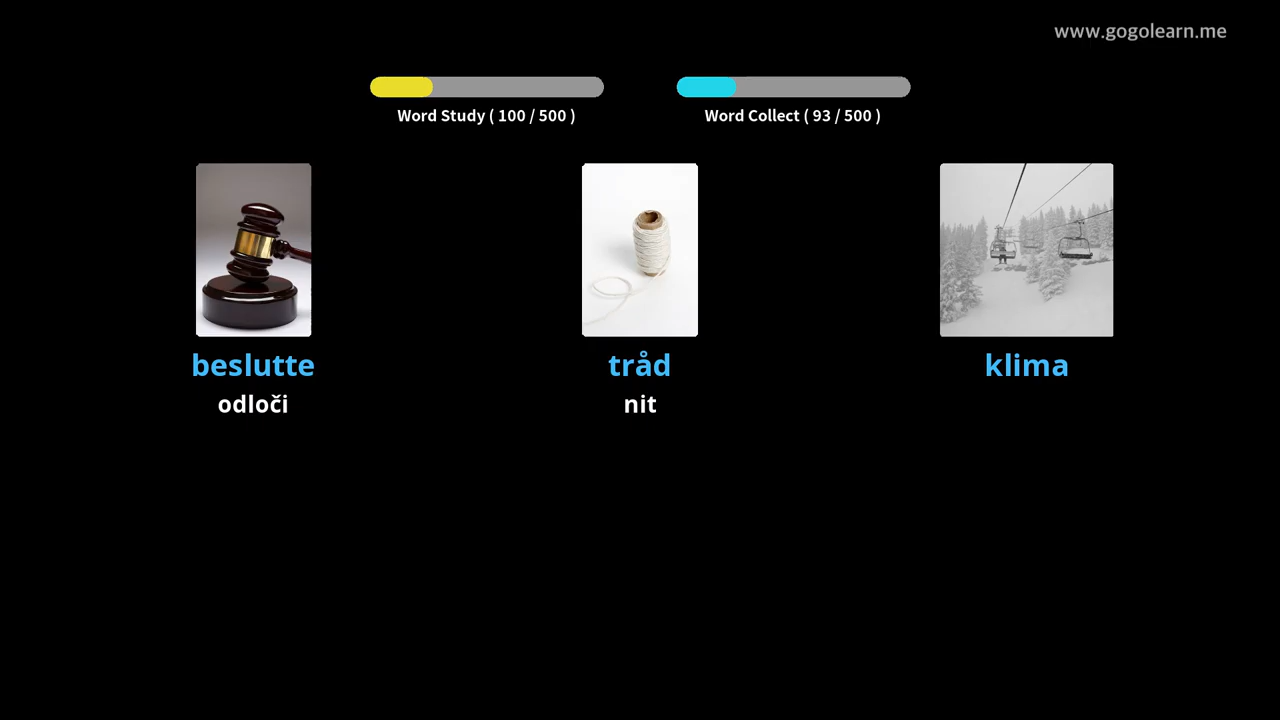 www.gogolearn.me
Word Study ( 100 / 500 )
Word Collect ( 93 / 500 )
beslutte
tråd
klima
odloči
nit